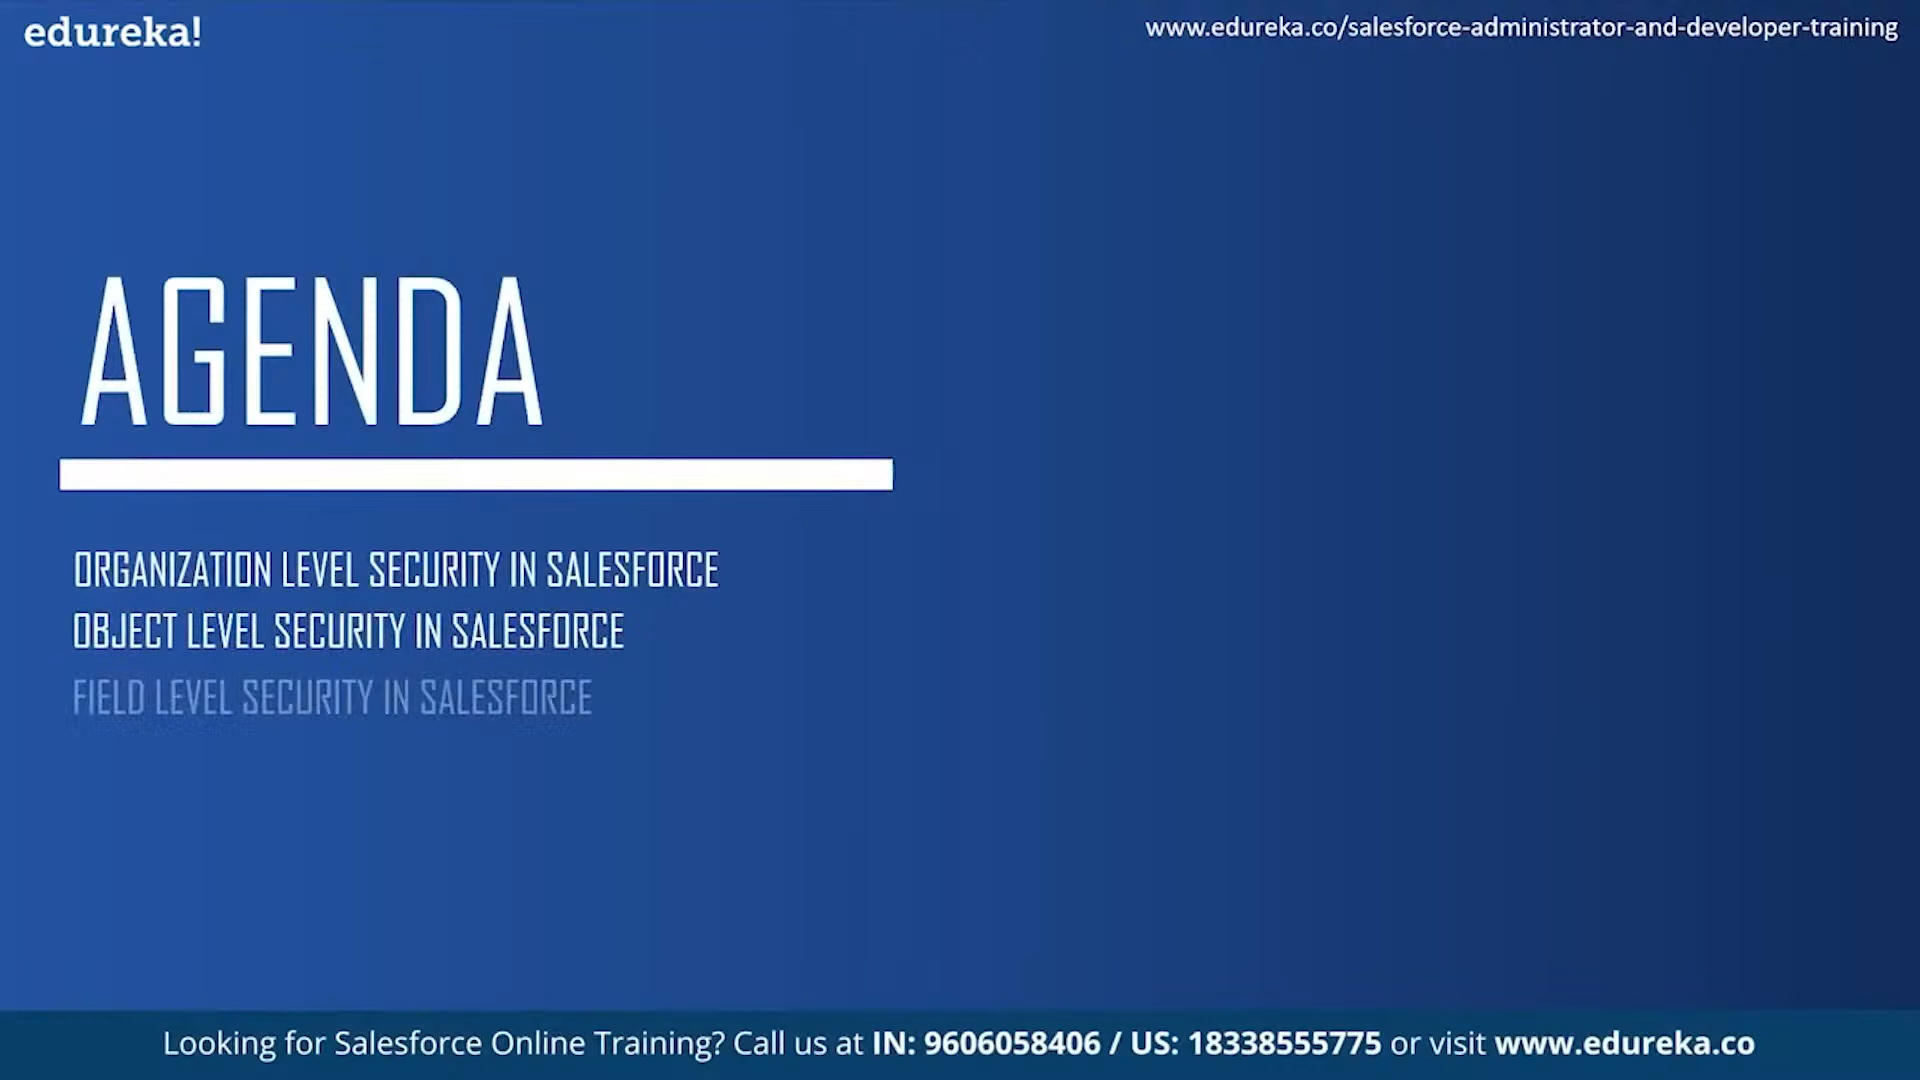 edureka!
www.edureka.co/salesforce-administrator-and-developer-training
AGENDA
ORGANIZATION LEVEL SECURITY IN SALESFORCE
OBJECT LEVEL SECURITY IN SALESFORCE
FIELD LEVEL SECURITY IN SALESFORCE
Looking for Salesforce Online Training? Call us at IN: 9606058406 / US: 18338555775 or visit www.edureka.co